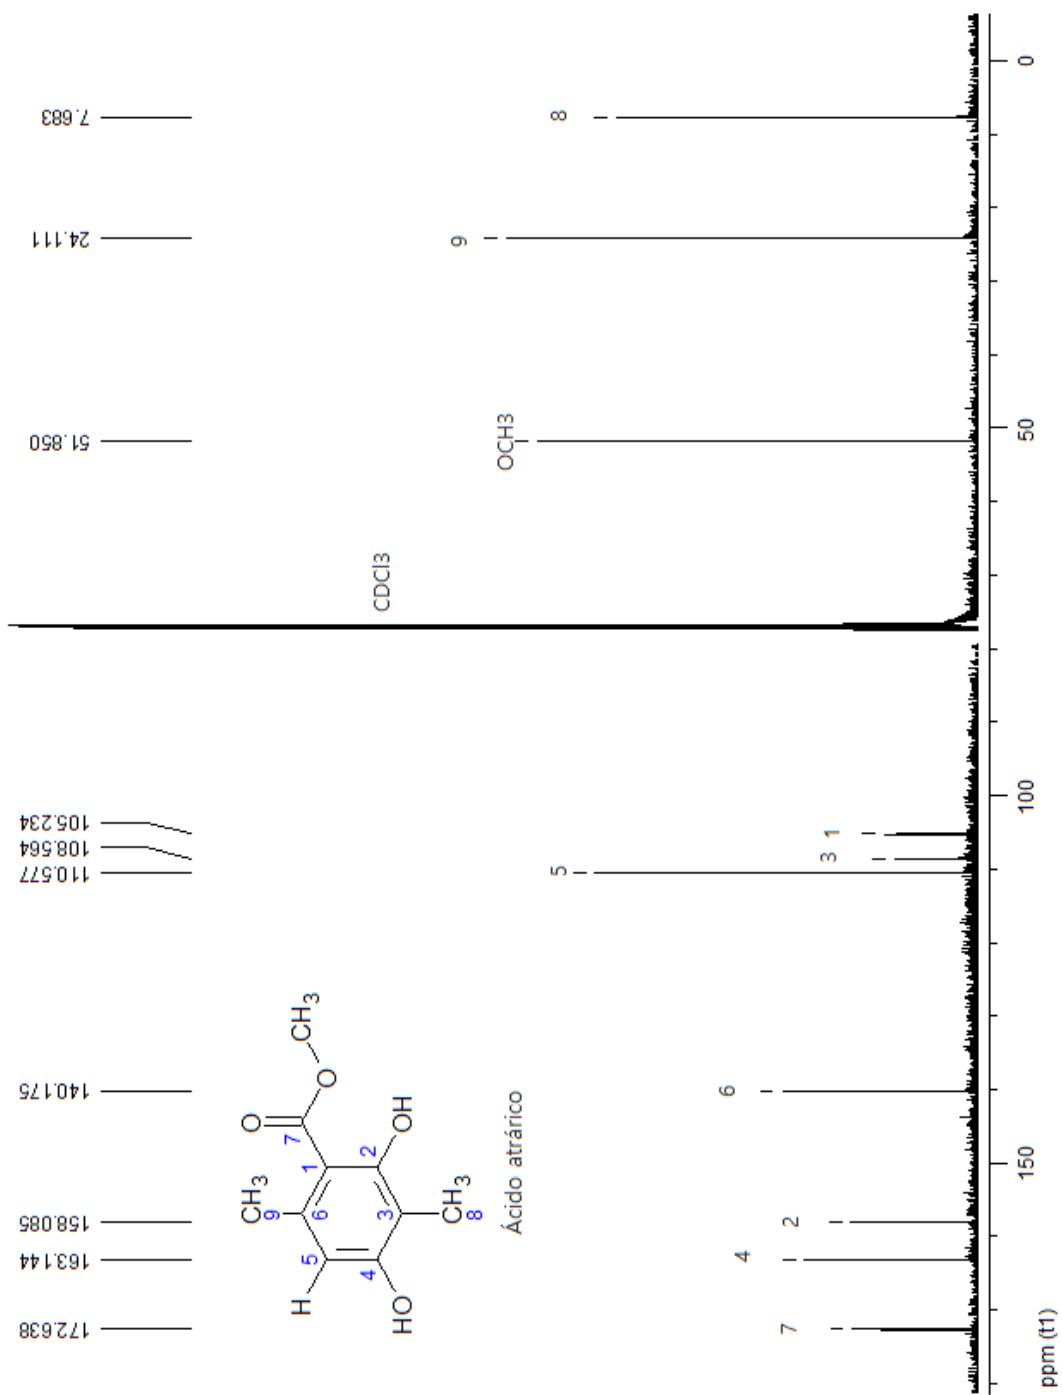 172.638
163.144
158.085
140.175
110.577
108.564
105.234
51.850
24.111
7.683
O
CH3
7
O
CH3
9
1
6
2
OH
H
5
3
4
CH3
8
HO
Ácido atrárico
CDCl3
OCH3
9
8
5
6
7
4
2
3
1
150
100
50
0
ppm (t1)